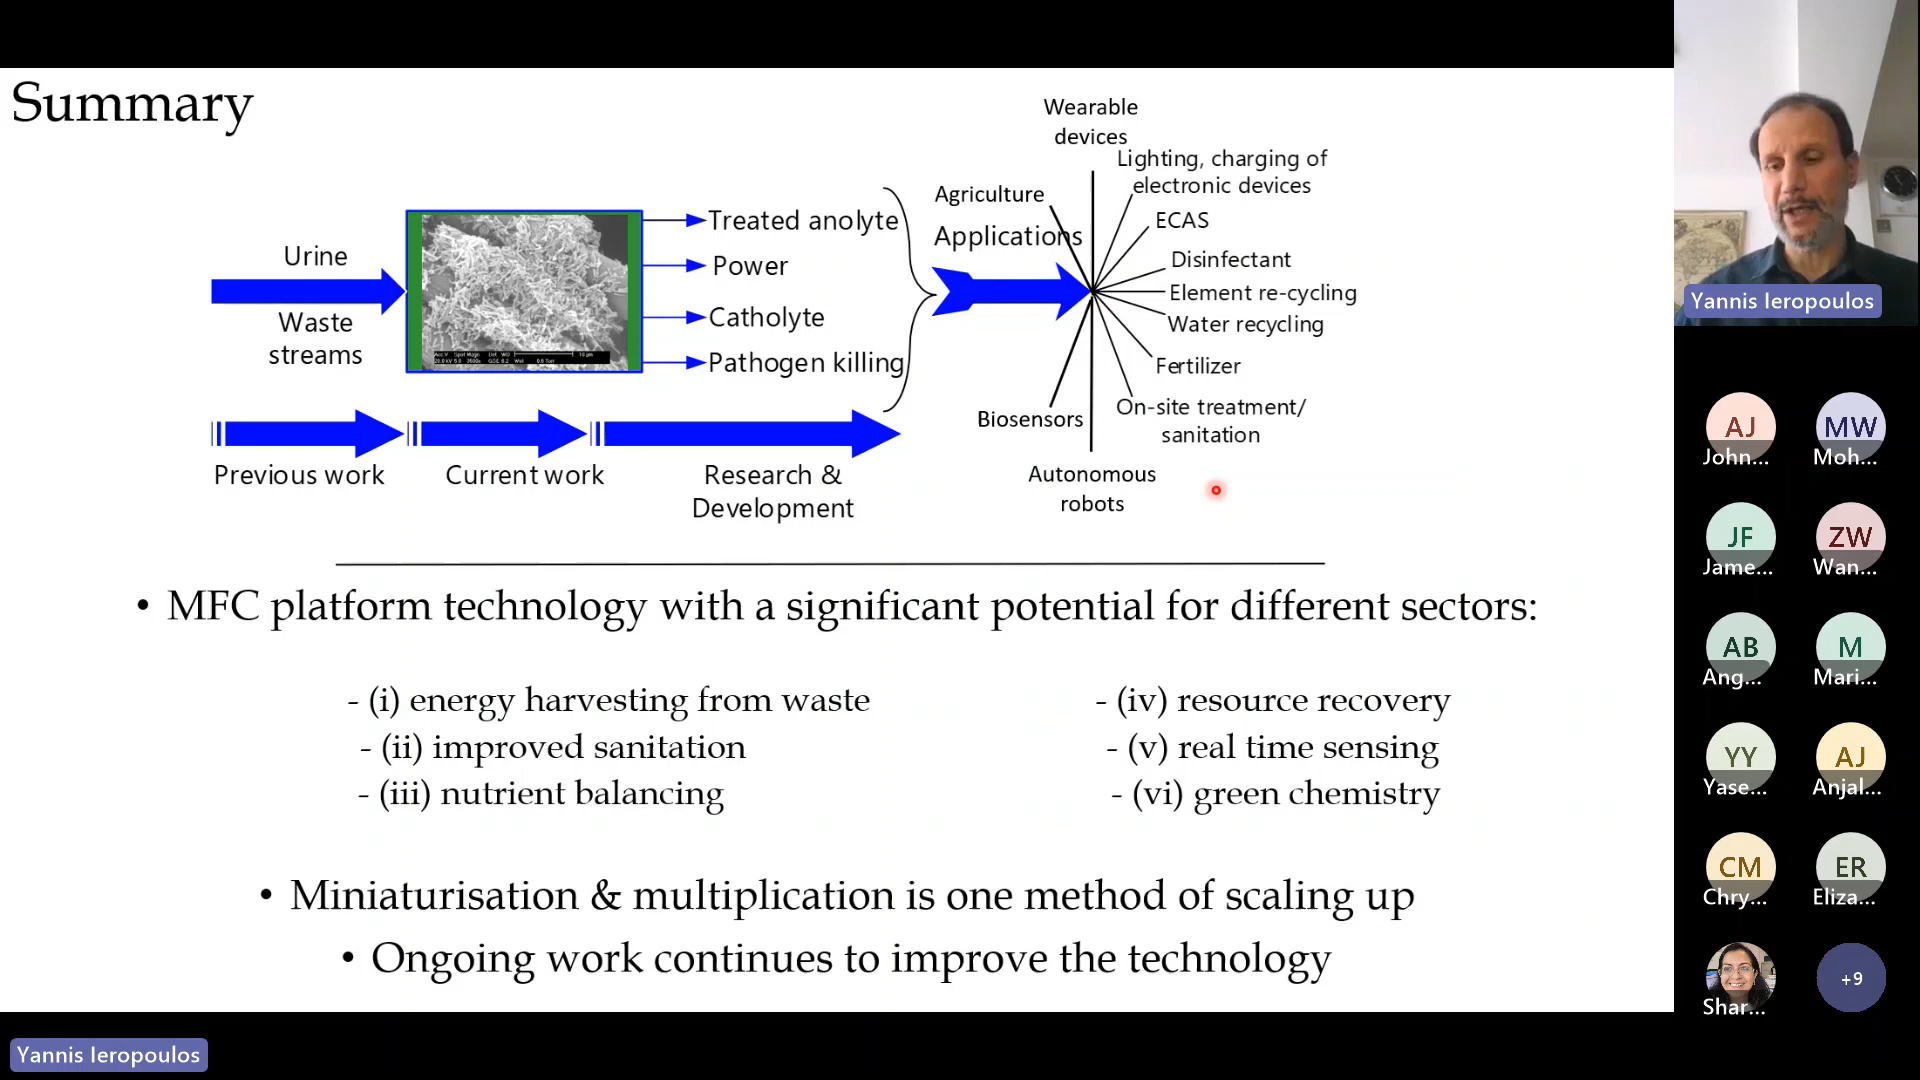 Summary
Wearable
devices
Lighting, charging of
electronic devices
Agriculture
ECAS
Applications
Treated anolyte
Urine
Power
Disinfectant
Element re-cycling
Waste
streams
Catholyte
Water recycling
Pathogen killing
Fertilizer
Biosensors
On-site treatment/
sanitation
Previous work
Current work
Research &
Development
Autonomous
robots
• MFC platform technology with a significant potential for different sectors:
- (i) energy harvesting from waste
- (ii) improved sanitation
- (iii) nutrient balancing
- (iv) resource recovery
- (v) real time sensing
- (vi) green chemistry
• Miniaturisation & multiplication is one method of scaling up
• Ongoing work continues to improve the technology
Yannis Ieropoulos
Yannis Ieropoulos
AJ
John...
MW
Moh...
JF
Jame...
ZW
Wan...
AB
Ang...
M
Mari...
YY
Yase...
AJ
Anjal...
CM
Chry...
ER
Eliza...
Shar...
+9